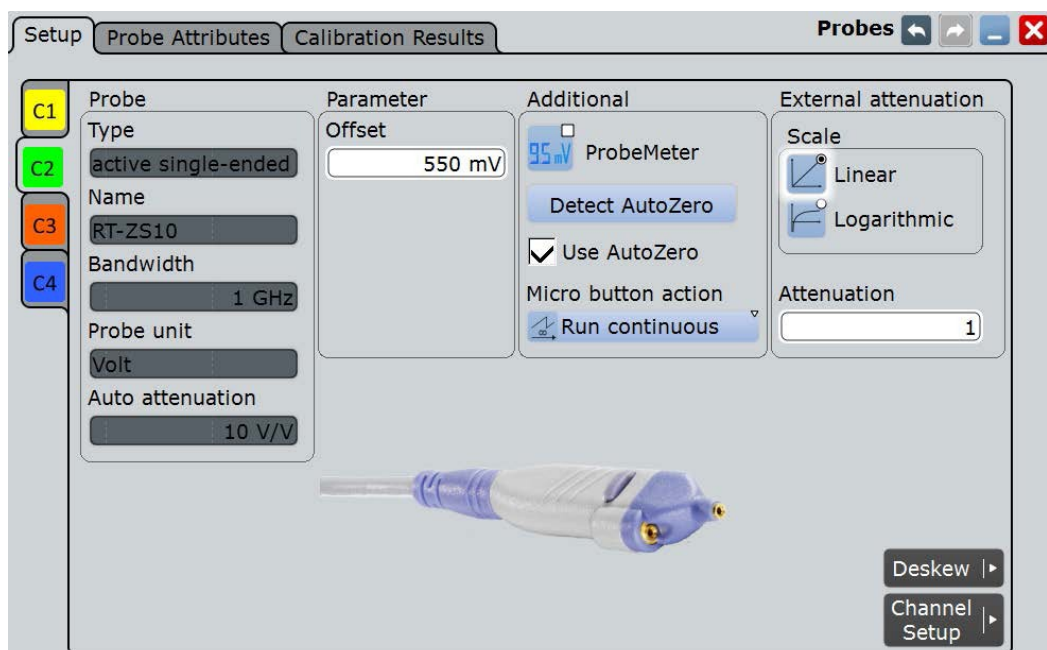 Setup
Probe Attributes
Calibration Results
Probes
C1
C2
C3
C4
Probe
Type
active single-ended
Name
RT-ZS10
Bandwidth
1 GHz
Probe unit
Volt
Auto attenuation
10 V/V
Parameter
Offset
550 mV
Additional
95mV
ProbeMeter
Detect AutoZero
Use AutoZero
Micro button action
Run continuous
External attenuation
Scale
Linear
Logarithmic
Attenuation
1
Deskew
Channel
Setup